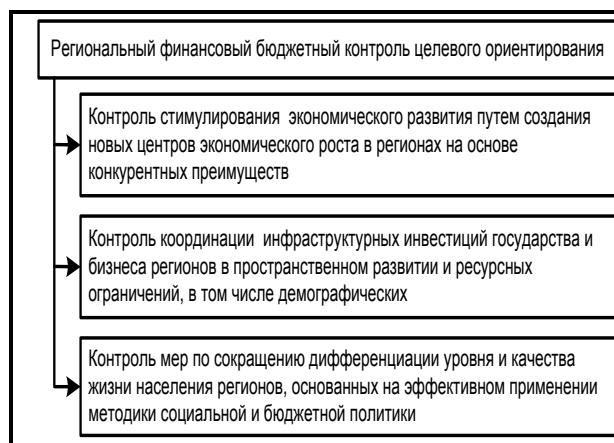 Региональный финансовый бюджетный контроль целевого ориентирования
Контроль стимулирования экономического развития путем создания
новых центров экономического роста в регионах на основе
конкурентных преимуществ
Контроль координации инфраструктурных инвестиций государства и
бизнеса регионов в пространственном развитии и ресурсных
ограничений, в том числе демографических
Контроль мер по сокращению дифференциации уровня и качества
жизни населения регионов, основанных на эффективном применении
методики социальной и бюджетной политики